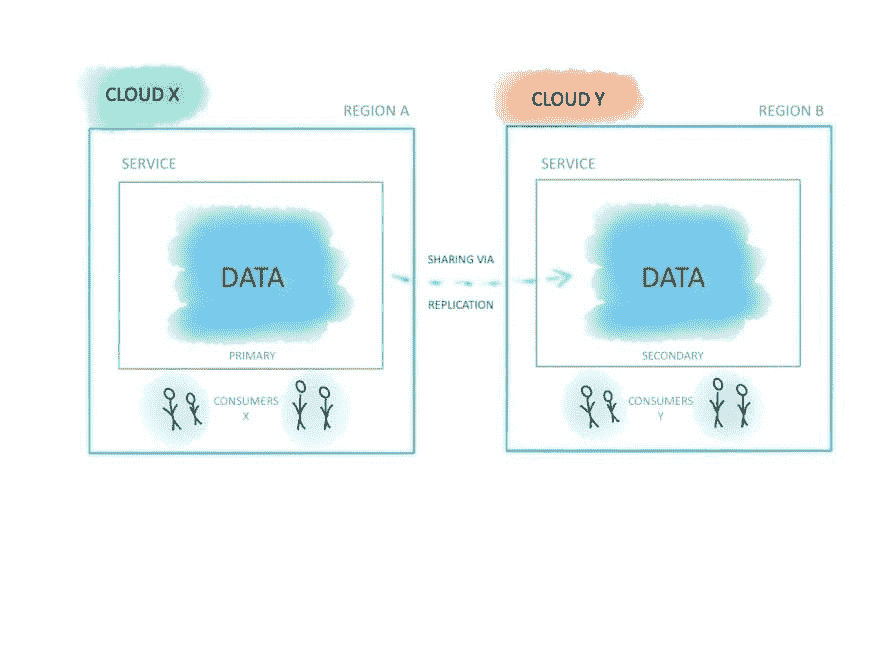 CLOUD X
REGION A
SERVICE
DATA
PRIMARY
CONSUMERS
X
SHARING VIA
REPLICATION
CLOUD Y
REGION B
SERVICE
DATA
SECONDARY
CONSUMERS
Y